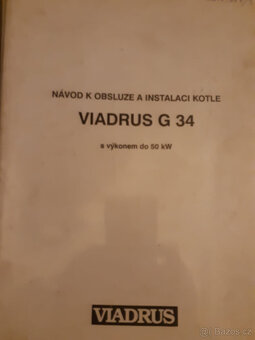 NÁVOD K OBSLUZE A INSTALACI KOTLE
VIADRUS G 34
s výkonem do 50 kW
VIADRUS
Bazos.cz